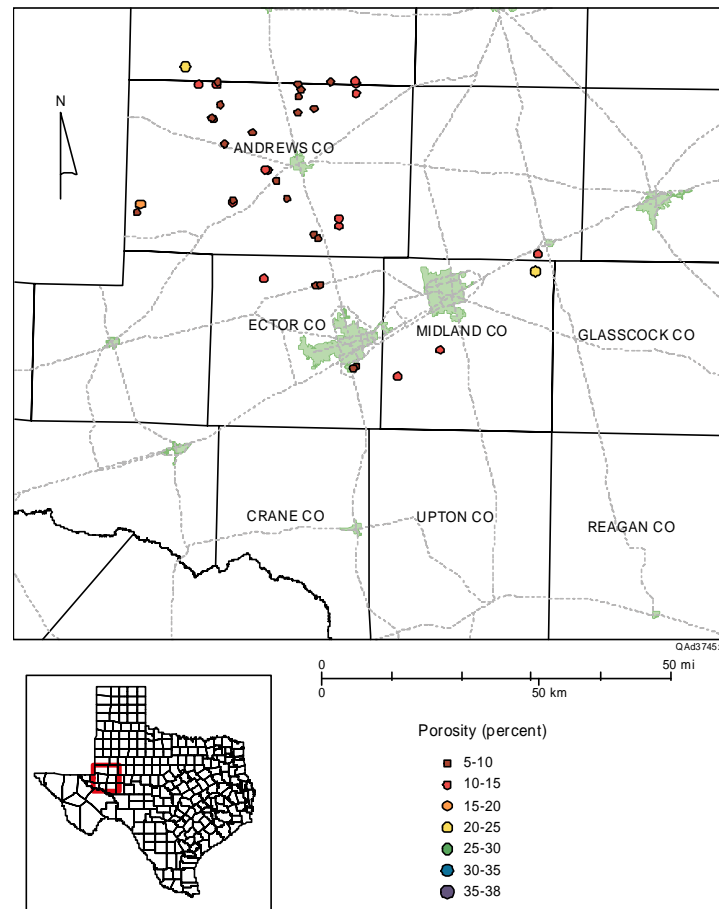 N
ANDREWS CO
ECTOR CO
MIDLAND CO
GLASSCOCK CO
CRANE CO
UPTON CO
REAGAN CO
0 50 mi
0 50 km
Porosity (percent)
5-10
10-15
15-20
20-25
25-30
30-35
35-38